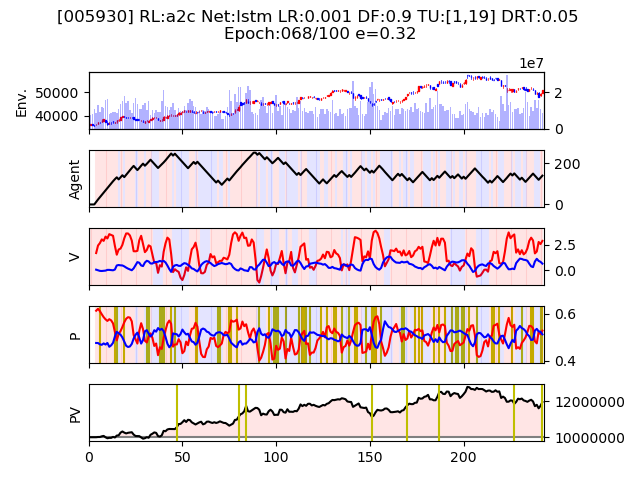 [005930] RL:a2c Net:lstm LR:0.001 DF:0.9 TU:[1,19] DRT:0.05
Epoch:068/100 e=0.32
1e7
Env.
50000
40000
2
0
Agent
200
0
V
2.5
0.0
P
0.6
0.4
PV
12000000
10000000
0 50 100 150 200